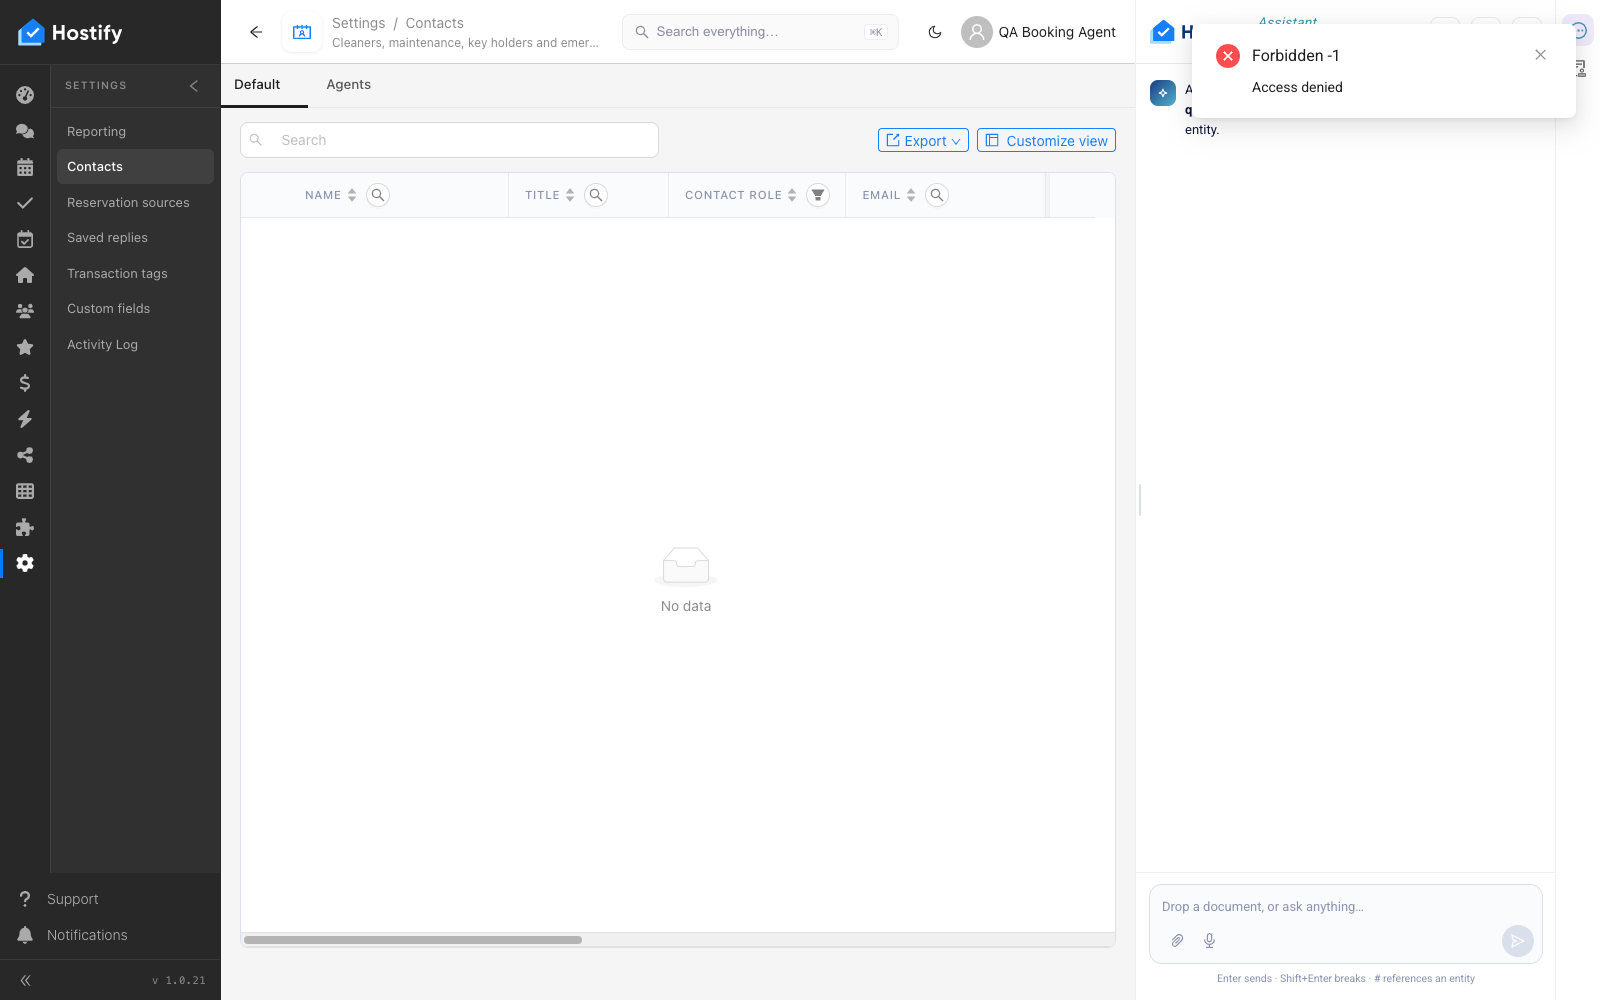 Hostify
SETTINGS
Reporting
Contacts
Reservation sources
Saved replies
Transaction tags
Custom fields
Activity Log
Support
Notifications
v 1.0.21
Settings / Contacts
Cleaners, maintenance, key holders and emer...
Search everything...
⌘K
QA Booking Agent
Default
Agents
Search
Export
Customize view
NAME
TITLE
CONTACT ROLE
EMAIL
No data
Assistant
Forbidden -1
Access denied
entity.
Drop a document, or ask anything...
Enter sends · Shift+Enter breaks · # references an entity